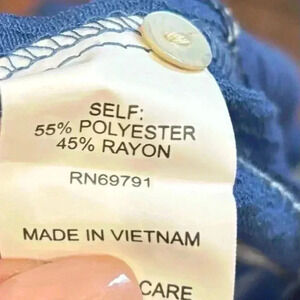 SELF:
55% POLYESTER
45% RAYON
RN69791
MADE IN VIETNAM
CARE